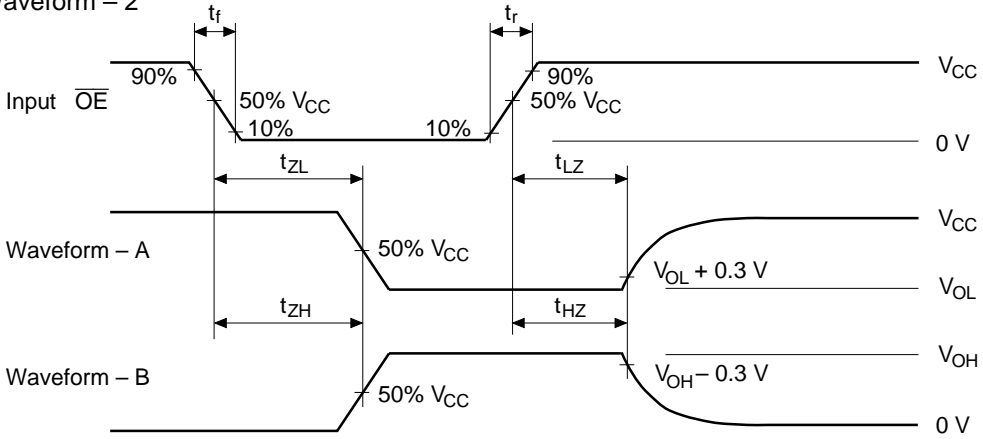 Waveform – 2
tf tr
90% 90% VCC
Input OE 50% VCC 50% VCC
10% 10%
0 V
tZL tLZ
VCC
Waveform – A 50% VCC
VOL + 0.3 V
VOL
tZH tHZ
VOH
Waveform – B VOH – 0.3 V
50% VCC
0 V